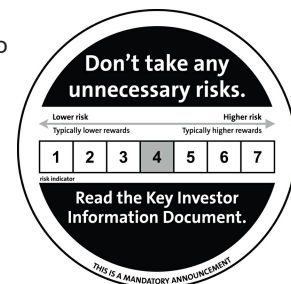 o
Don't take any
unnecessary risks.
Lower risk Higher risk
Typically lower rewards Typically higher rewards
1 2 3 4 5 6 7
risk indicator
Read the Key Investor
Information Document.
THIS IS A MANDATORY ANNOUNCEMENT